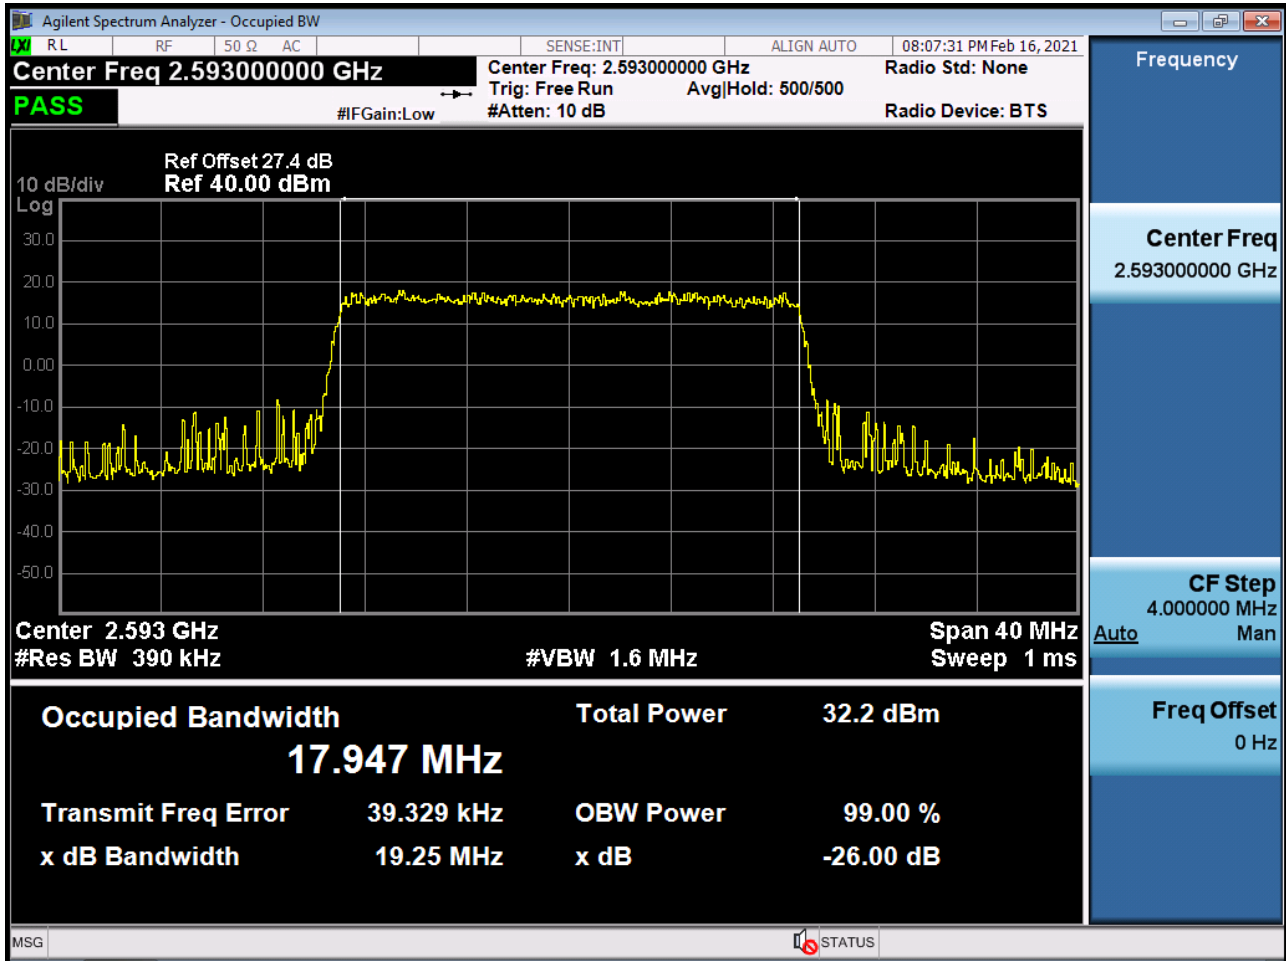 Agilent Spectrum Analyzer - Occupied BW
LXI RL RF 50 Ω AC SENSE:INT ALIGN AUTO 08:07:31 PM Feb 16, 2021
Center Freq 2.593000000 GHz
Center Freq: 2.593000000 GHz Radio Std: None
Trig: Free Run Avg|Hold: 500/500
PASS
#IFGain:Low #Atten: 10 dB Radio Device: BTS
Ref Offset 27.4 dB
10 dB/div Ref 40.00 dBm
Log
30.0
20.0
10.0
0.00
-10.0
-20.0
-30.0
-40.0
-50.0
Center 2.593 GHz Span 40 MHz
#Res BW 390 kHz #VBW 1.6 MHz Sweep 1 ms
Occupied Bandwidth Total Power 32.2 dBm
17.947 MHz
Transmit Freq Error 39.329 kHz OBW Power 99.00 %
x dB Bandwidth 19.25 MHz x dB -26.00 dB
Frequency
Center Freq
2.593000000 GHz
CF Step
4.000000 MHz
Auto Man
Freq Offset
0 Hz
MSG STATUS